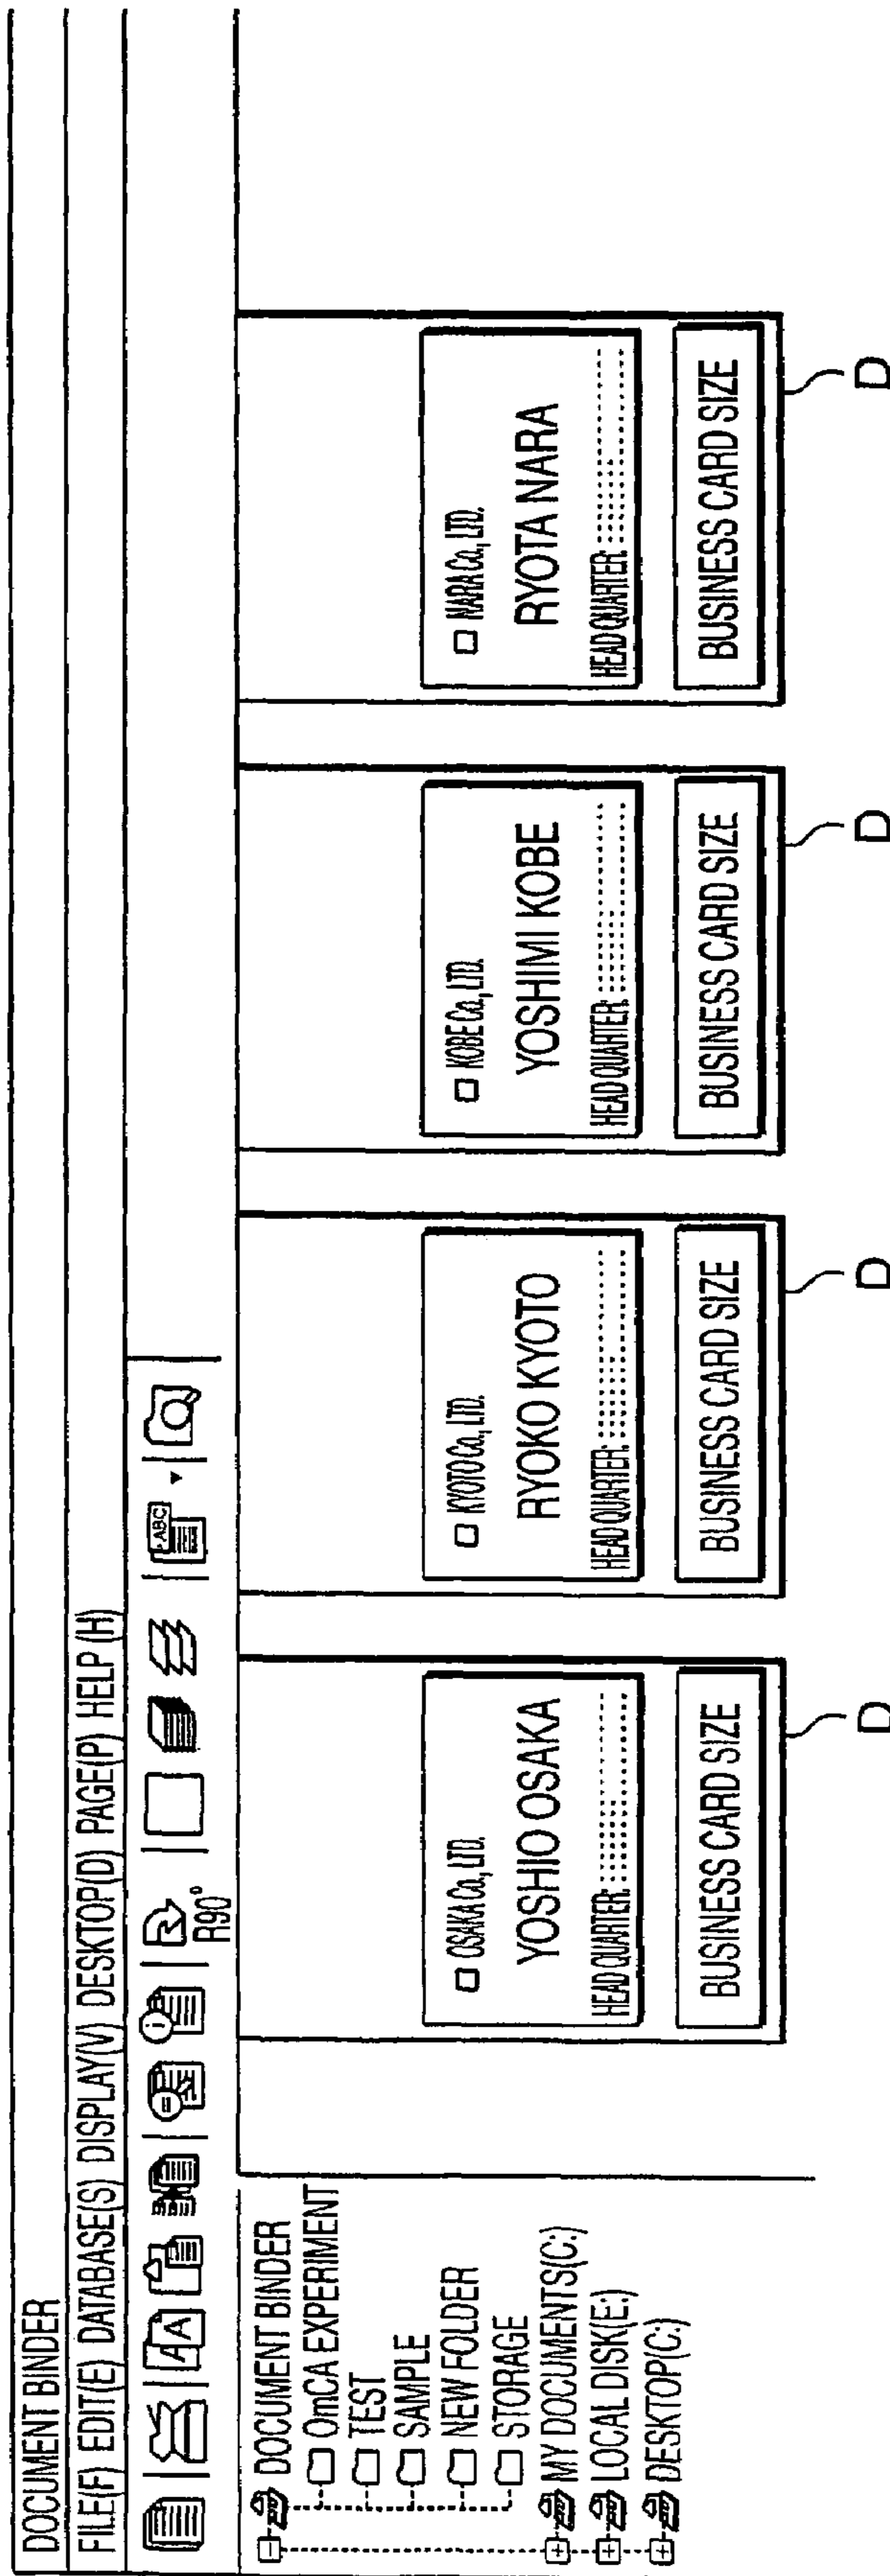 DOCUMENT BINDER
FILE(F) EDIT(E) DATABASE(S) DISPLAY(V) DESKTOP(D) PAGE(P) HELP (H)
A A
R90°
ABC
DOCUMENT BINDER
OmCA EXPERIMENT
TEST
SAMPLE
NEW FOLDER
STORAGE
MY DOCUMENTS(C:)
LOCAL DISK(E:)
DESKTOP(C:)
OSAKA Co., LTD.
YOSHIO OSAKA
HEAD QUARTER:
BUSINESS CARD SIZE
D
KYOTO Co., LTD.
RYOKO KYOTO
HEAD QUARTER:
BUSINESS CARD SIZE
D
KOBE Co., LTD.
YOSHIMI KOBE
HEAD QUARTER:
BUSINESS CARD SIZE
D
NARA Co., LTD.
RYOTA NARA
HEAD QUARTER:
BUSINESS CARD SIZE
D